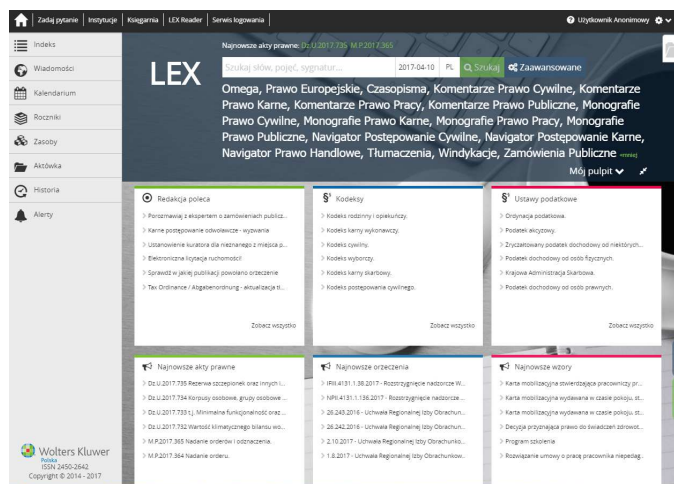 Zadaj pytanie Instytucje Księgarnia LEX Reader Serwis logowania Użytkownik Anonimowy
Indeks
Wiadomości
Kalendarium
Roczniki
Zasoby
Aktówka
Historia
Alerty
Najnowsze akty prawne: Dz.U.2017.735 M.P.2017.365
LEX
Szukaj słów, pojęć, sygnatur... 2017-04-10 PL Szukaj Zaawansowane
Omega, Prawo Europejskie, Czasopisma, Komentarze Prawo Cywilne, Komentarze
Prawo Karne, Komentarze Prawo Pracy, Komentarze Prawo Publiczne, Monografie
Prawo Cywilne, Monografie Prawo Karne, Monografie Prawo Pracy, Monografie
Prawo Publiczne, Navigator Postępowanie Cywilne, Navigator Postępowanie Karne,
Navigator Prawo Handlowe, Tłumaczenia, Windykacje, Zamówienia Publiczne -mniej
Mój pulpit
Redakcja poleca
Porozmawiaj z ekspertem o zamówieniach publicz...
Karne postępowanie odwoławcze - wyzwania
Ustanowienie kuratora dla nieznanego z miejsca p...
Elektroniczna licytacja ruchomości!
Sprawdź w jakiej publikacji powołano orzeczenie
Tax Ordinance / Abgabenordnung - aktualizacja tł...
Zobacz wszystko
§ Kodeksy
Kodeks rodzinny i opiekuńczy.
Kodeks karny wykonawczy.
Kodeks cywilny.
Kodeks wyborczy.
Kodeks karny skarbowy.
Kodeks postępowania cywilnego.
Zobacz wszystko
§ Ustawy podatkowe
Ordynacja podatkowa.
Podatek akcyzowy.
Zryczałtowany podatek dochodowy od niektórych...
Podatek dochodowy od osób fizycznych.
Krajowa Administracja Skarbowa.
Podatek dochodowy od osób prawnych.
Zobacz wszystko
Najnowsze akty prawne
Dz.U.2017.735 Rezerwa szczepionek oraz innych i...
Dz.U.2017.734 Korpusy osobowe, grupy osobowe ...
Dz.U.2017.733 t.j. Minimalna funkcjonalność oraz ...
Dz.U.2017.732 Wartość klimatycznego bilansu wo...
M.P.2017.365 Nadanie orderów i odznaczenia.
M.P.2017.364 Nadanie orderu.
Najnowsze orzeczenia
IPIII.4131.1.36.2017 - Rozstrzygnięcie nadzorcze W...
NPII.4131.1.136.2017 - Rozstrzygnięcie nadzorcze ...
26.243.2016 - Uchwała Regionalnej Izby Obrachun...
26.242.2016 - Uchwała Regionalnej Izby Obrachun...
2.10.2017 - Uchwała Regionalnej Izby Obrachunko...
1.8.2017 - Uchwała Regionalnej Izby Obrachunkow...
Najnowsze wzory
Karta mobilizacyjna stwierdzająca pracowniczy pr...
Karta mobilizacyjna wydawana w czasie pokoju, st...
Karta mobilizacyjna wydawana w czasie pokoju, st...
Decyzja przyznająca prawo do świadczeń zdrowot...
Program szkolenia
Rozwiązanie umowy o pracę pracownika niepedag...
Wolters Kluwer
Polska
ISSN 2450-2642
Copyright © 2014 - 2017